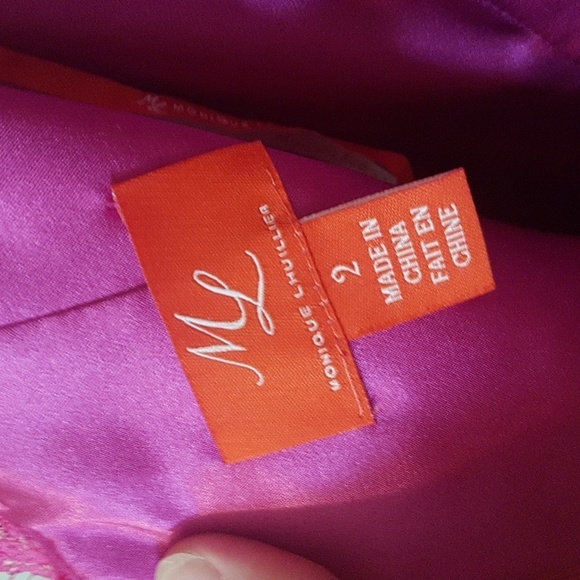 ML
MONIQUE LHUILLIER
2
MADE IN
CHINA
FAIT EN
CHINE